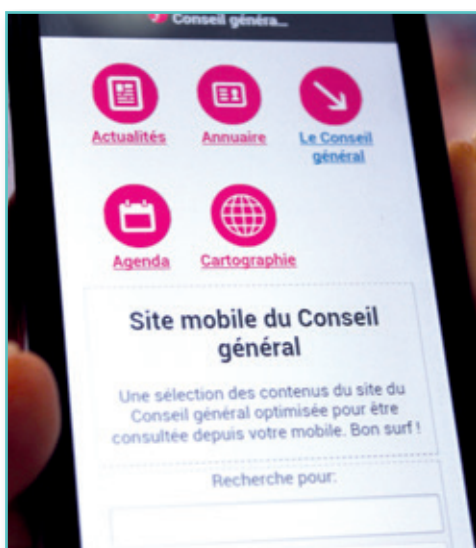 Conseil généra...
Actualités
Annuaire
Le Conseil
général
Agenda
Cartographie
Site mobile du Conseil
général
Une sélection des contenus du site du
Conseil général optimisée pour être
consultée depuis votre mobile. Bon surf !
Recherche pour: